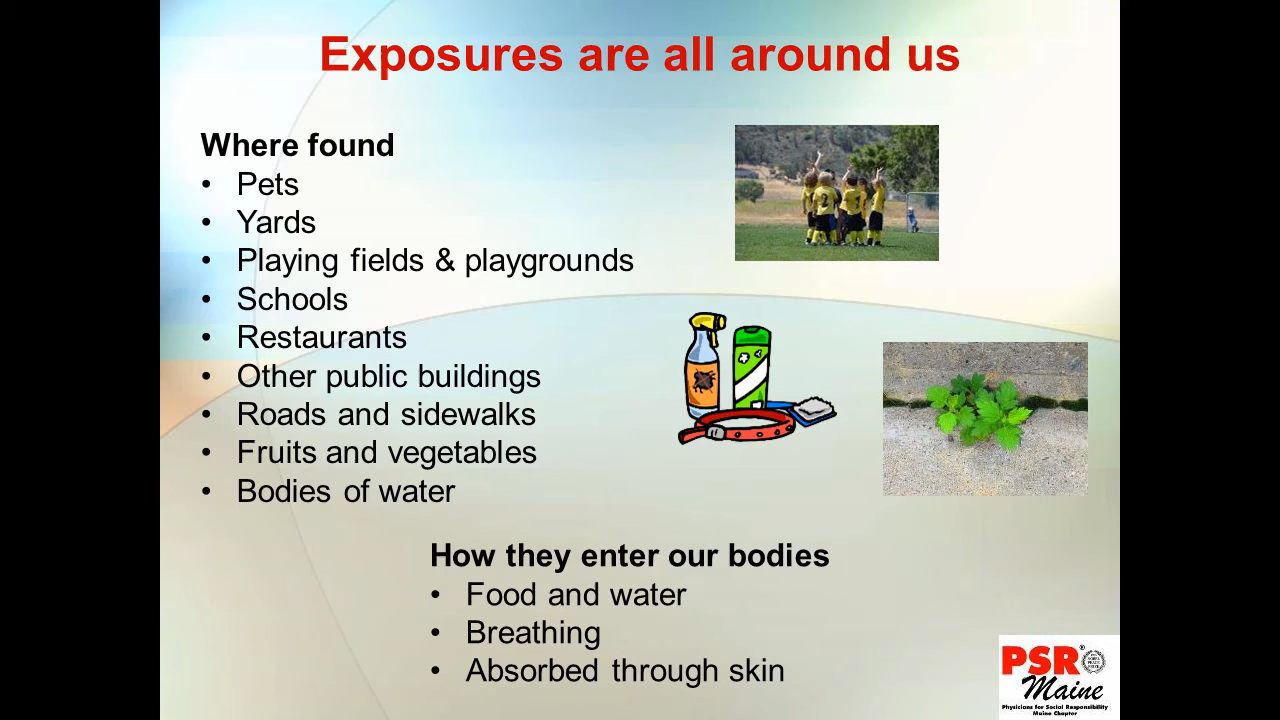 Exposures are all around us
Where found
• Pets
• Yards
• Playing fields & playgrounds
• Schools
• Restaurants
• Other public buildings
• Roads and sidewalks
• Fruits and vegetables
• Bodies of water
How they enter our bodies
• Food and water
• Breathing
• Absorbed through skin
PSR®
Maine
Physicians for Social Responsibility
Maine Chapter